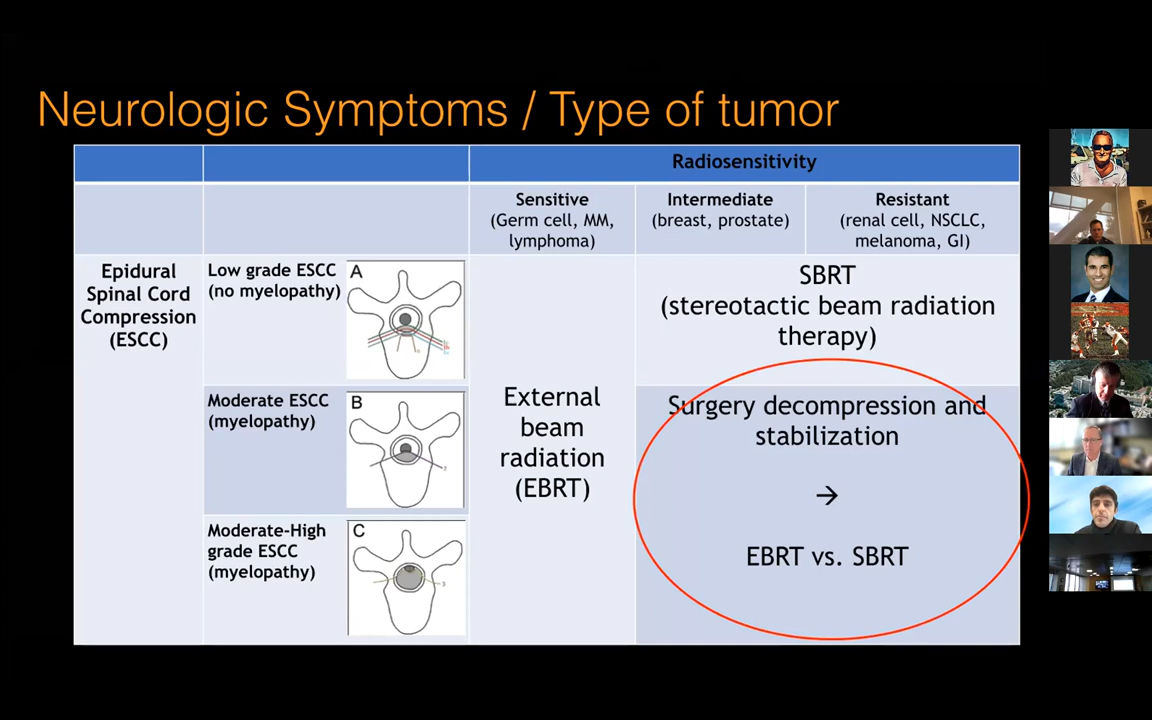 Neurologic Symptoms / Type of tumor
Radiosensitivity
Sensitive
(Germ cell, MM,
lymphoma)
Intermediate
(breast, prostate)
Resistant
(renal cell, NSCLC,
melanoma, GI)
Epidural
Spinal Cord
Compression
(ESCC)
Low grade ESCC
(no myelopathy)
A
SBRT
(stereotactic beam radiation
therapy)
Moderate ESCC
(myelopathy)
B
External
beam
radiation
(EBRT)
Surgery decompression and
stabilization
→
EBRT vs. SBRT
Moderate-High
grade ESCC
(myelopathy)
C
3